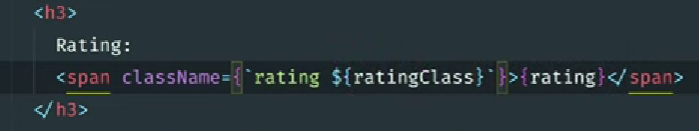 <h3>
Rating:
<span className={`rating ${ratingClass}`}>{rating}</span>
</h3>